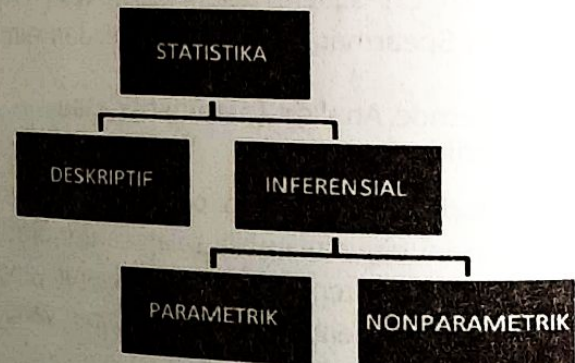 STATISTIKA
DESKRIPTIF
INFERENSIAL
PARAMETRIK
NONPARAMETRIK